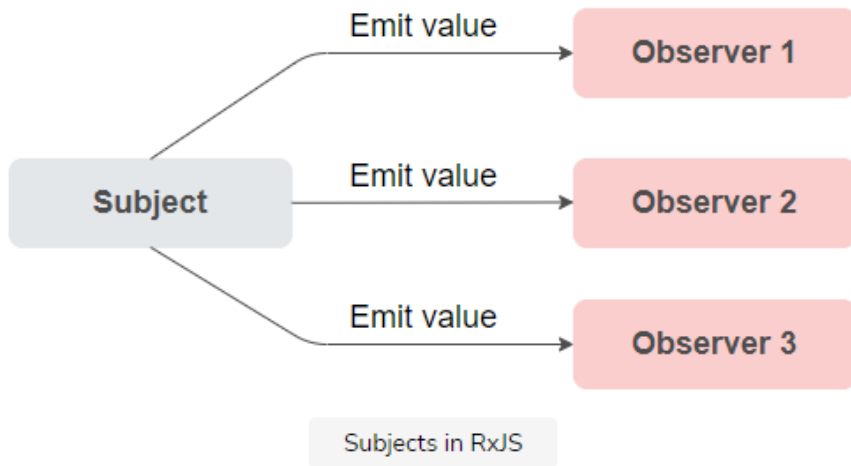 Emit value
Observer 1
Subject
Emit value
Observer 2
Emit value
Observer 3
Subjects in RxJS